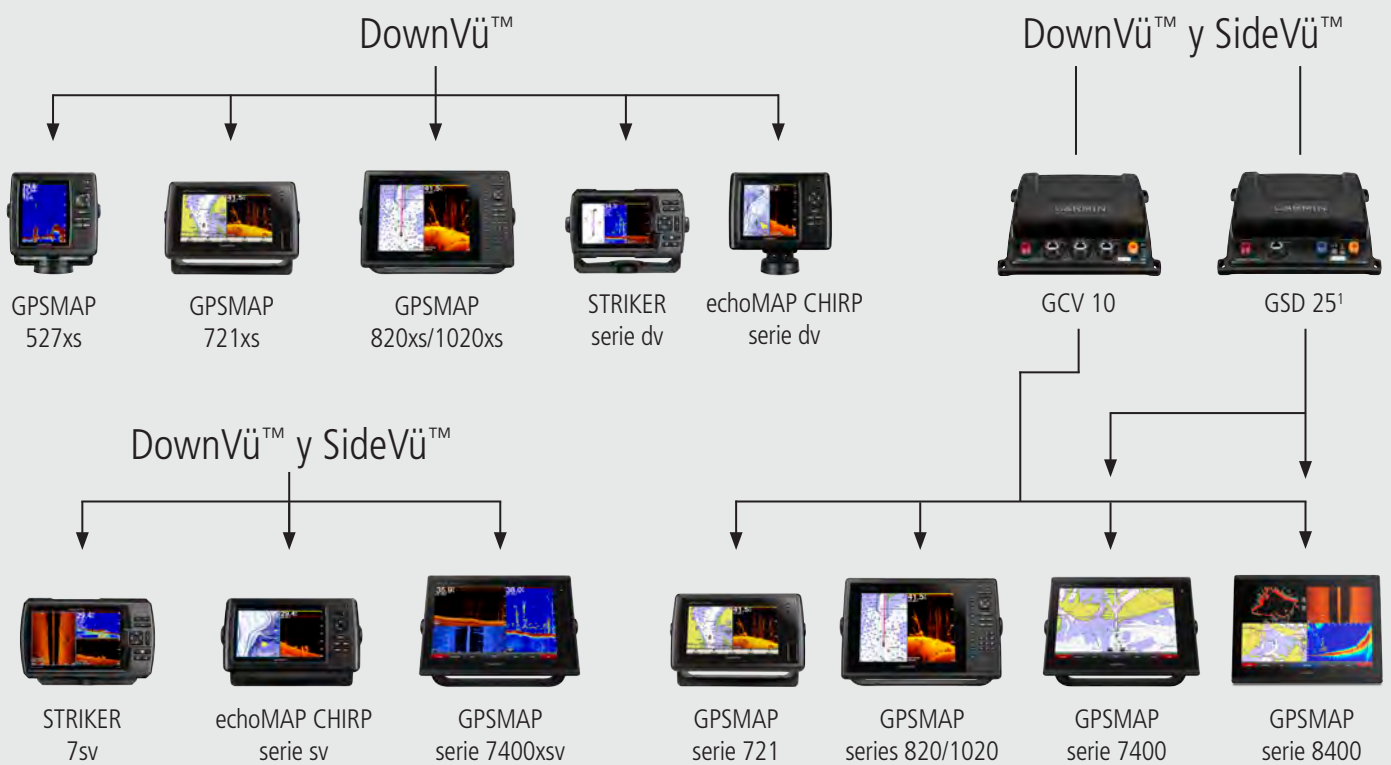 DownVü™
DownVü™ y SideVü™
GPSMAP
527xs
GPSMAP
721xs
GPSMAP
820xs/1020xs
STRIKER
serie dv
echoMAP CHIRP
serie dv
GARMIN
GCV 10
GARMIN
GSD 25¹
DownVü™ y SideVü™
STRIKER
7sv
echoMAP CHIRP
serie sv
GPSMAP
serie 7400xsv
GPSMAP
serie 721
GPSMAP
series 820/1020
GPSMAP
serie 7400
GPSMAP
serie 8400